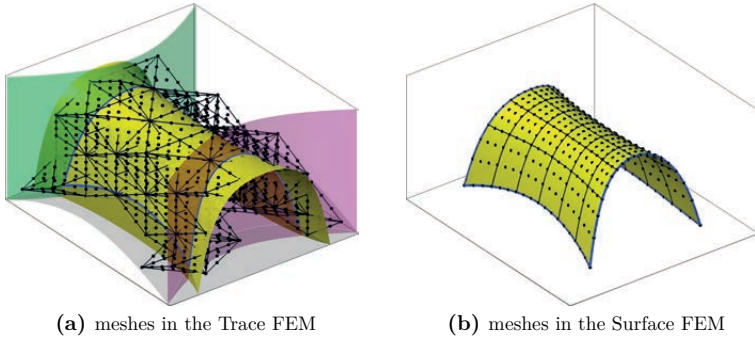 (a) meshes in the Trace FEM
(b) meshes in the Surface FEM